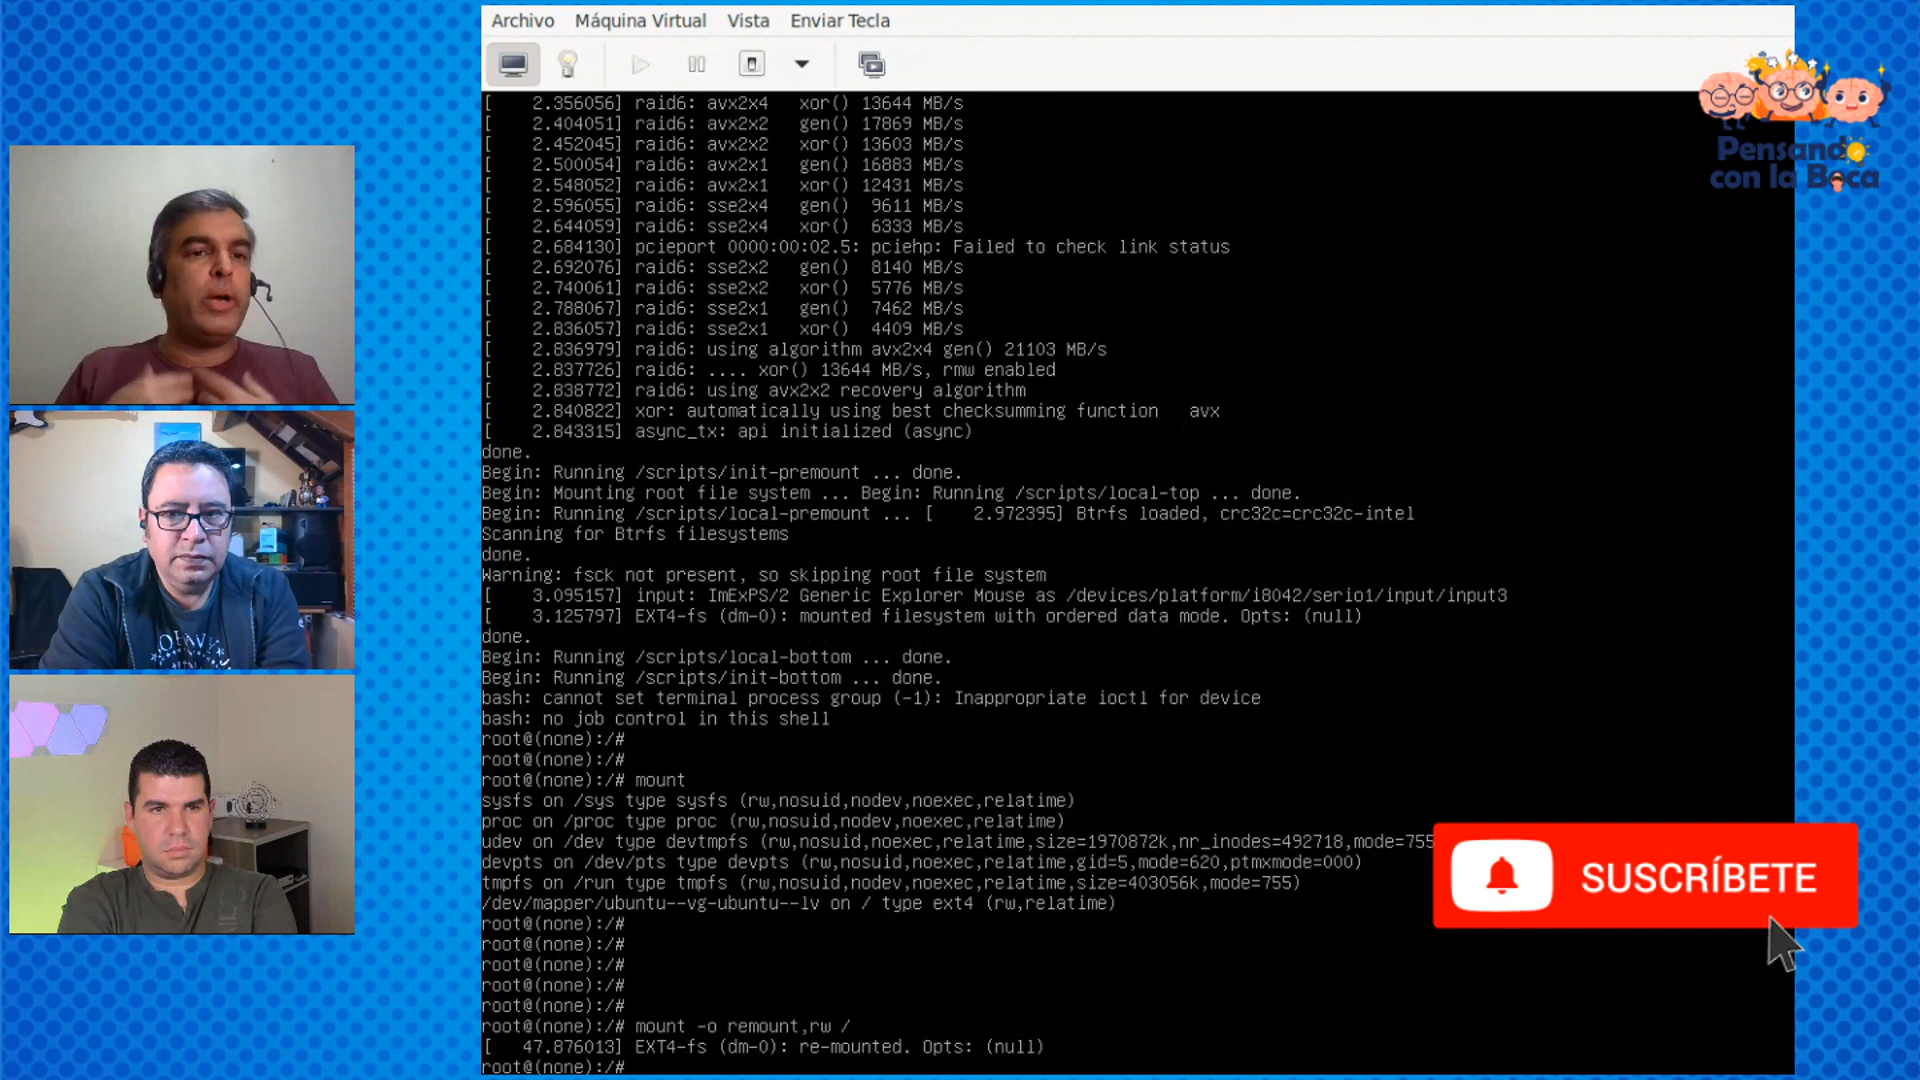 Archivo Máquina Virtual Vista Enviar Tecla
[    2.356056] raid6: avx2x4   xor() 13644 MB/s
[    2.404051] raid6: avx2x2   gen() 17869 MB/s
[    2.452045] raid6: avx2x2   xor() 13603 MB/s
[    2.500054] raid6: avx2x1   gen() 16883 MB/s
[    2.548052] raid6: avx2x1   xor() 12431 MB/s
[    2.596055] raid6: sse2x4   gen()  9611 MB/s
[    2.644059] raid6: sse2x4   xor()  6333 MB/s
[    2.684130] pcieport 0000:00:02.5: pciehp: Failed to check link status
[    2.692076] raid6: sse2x2   gen()  8140 MB/s
[    2.740061] raid6: sse2x2   xor()  5776 MB/s
[    2.788067] raid6: sse2x1   gen()  7462 MB/s
[    2.836057] raid6: sse2x1   xor()  4409 MB/s
[    2.836979] raid6: using algorithm avx2x4 gen() 21103 MB/s
[    2.837726] raid6: .... xor() 13644 MB/s, rmw enabled
[    2.838772] raid6: using avx2x2 recovery algorithm
[    2.840822] xor: automatically using best checksumming function   avx
[    2.843315] async_tx: api initialized (async)
done.
Begin: Running /scripts/init-premount ... done.
Begin: Mounting root file system ... Begin: Running /scripts/local-top ... done.
Begin: Running /scripts/local-premount ... [    2.972395] Btrfs loaded, crc32c=crc32c-intel
Scanning for Btrfs filesystems
done.
Warning: fsck not present, so skipping root file system
[    3.095157] input: ImExPS/2 Generic Explorer Mouse as /devices/platform/i8042/serio1/input/input3
[    3.125797] EXT4-fs (dm-0): mounted filesystem with ordered data mode. Opts: (null)
done.
Begin: Running /scripts/local-bottom ... done.
Begin: Running /scripts/init-bottom ... done.
bash: cannot set terminal process group (-1): Inappropriate ioctl for device
bash: no job control in this shell
root@(none):/#
root@(none):/#
root@(none):/# mount
sysfs on /sys type sysfs (rw,nosuid,nodev,noexec,relatime)
proc on /proc type proc (rw,nosuid,nodev,noexec,relatime)
udev on /dev type devtmpfs (rw,nosuid,noexec,relatime,size=1970872k,nr_inodes=492718,mode=755
devpts on /dev/pts type devpts (rw,nosuid,noexec,relatime,gid=5,mode=620,ptmxmode=000)
tmpfs on /run type tmpfs (rw,nosuid,nodev,noexec,relatime,size=403056k,mode=755)
/dev/mapper/ubuntu--vg-ubuntu--lv on / type ext4 (rw,relatime)
root@(none):/#
root@(none):/#
root@(none):/#
root@(none):/#
root@(none):/#
root@(none):/# mount -o remount,rw /
[   47.876013] EXT4-fs (dm-0): re-mounted. Opts: (null)
root@(none):/#
Pensando
con la Boca
SUSCRÍBETE